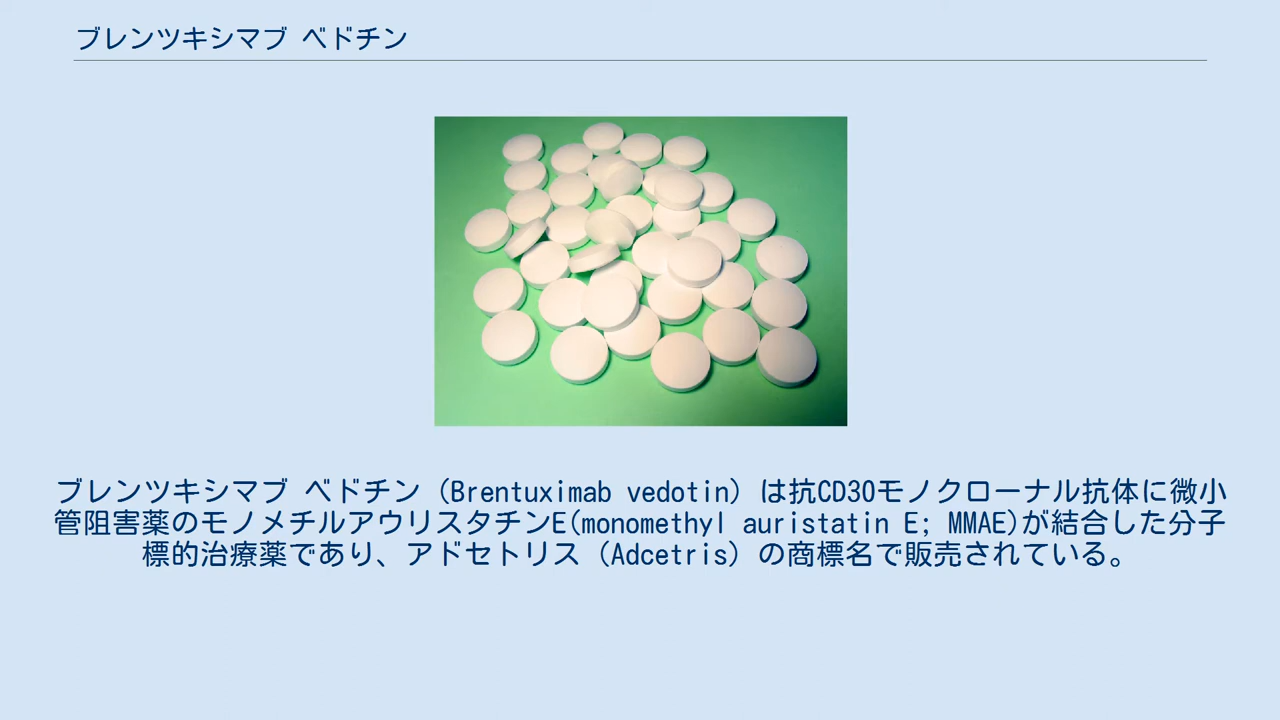 ブレンツキシマブ ベドチン
ブレンツキシマブ ベドチン（Brentuximab vedotin）は抗CD30モノクローナル抗体に微小
管阻害薬のモノメチルアウリスタチンE(monomethyl auristatin E; MMAE)が結合した分子
標的治療薬であり、アドセトリス（Adcetris）の商標名で販売されている。